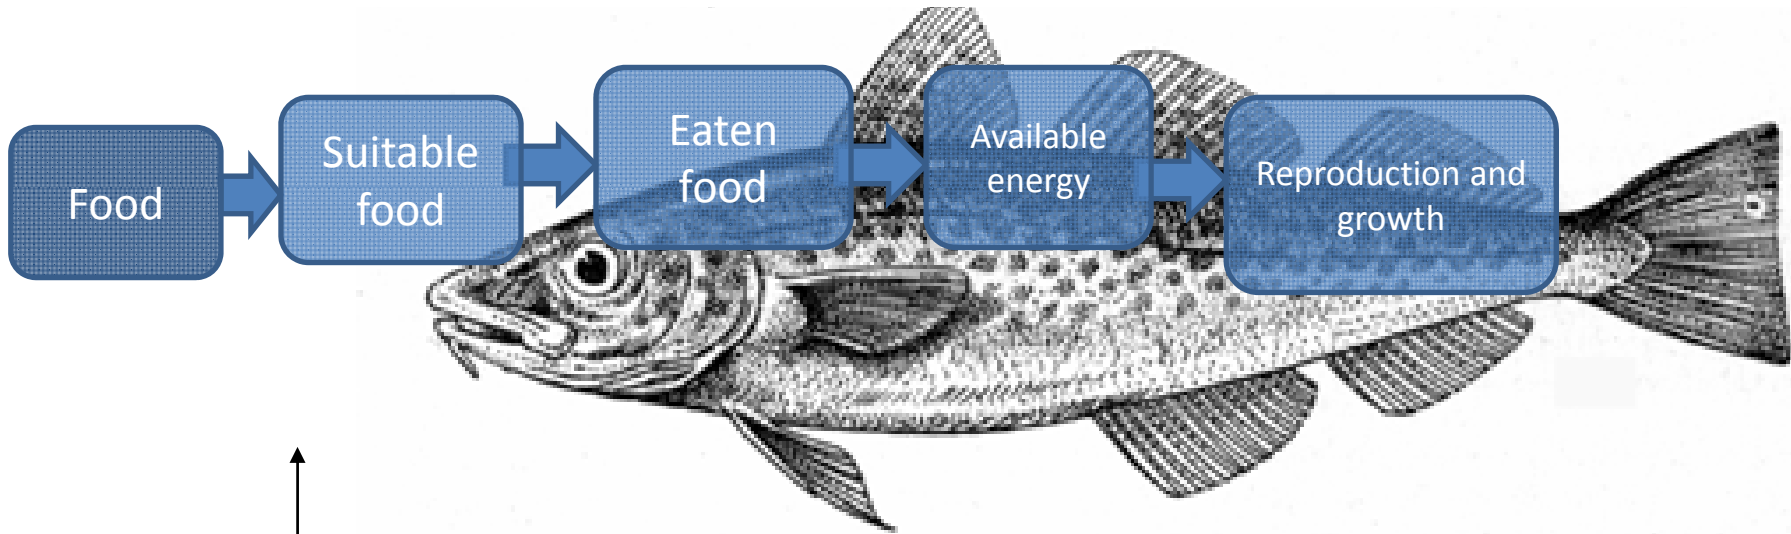 Food
Suitable
food
Eaten
food
Available
energy
Reproduction and
growth